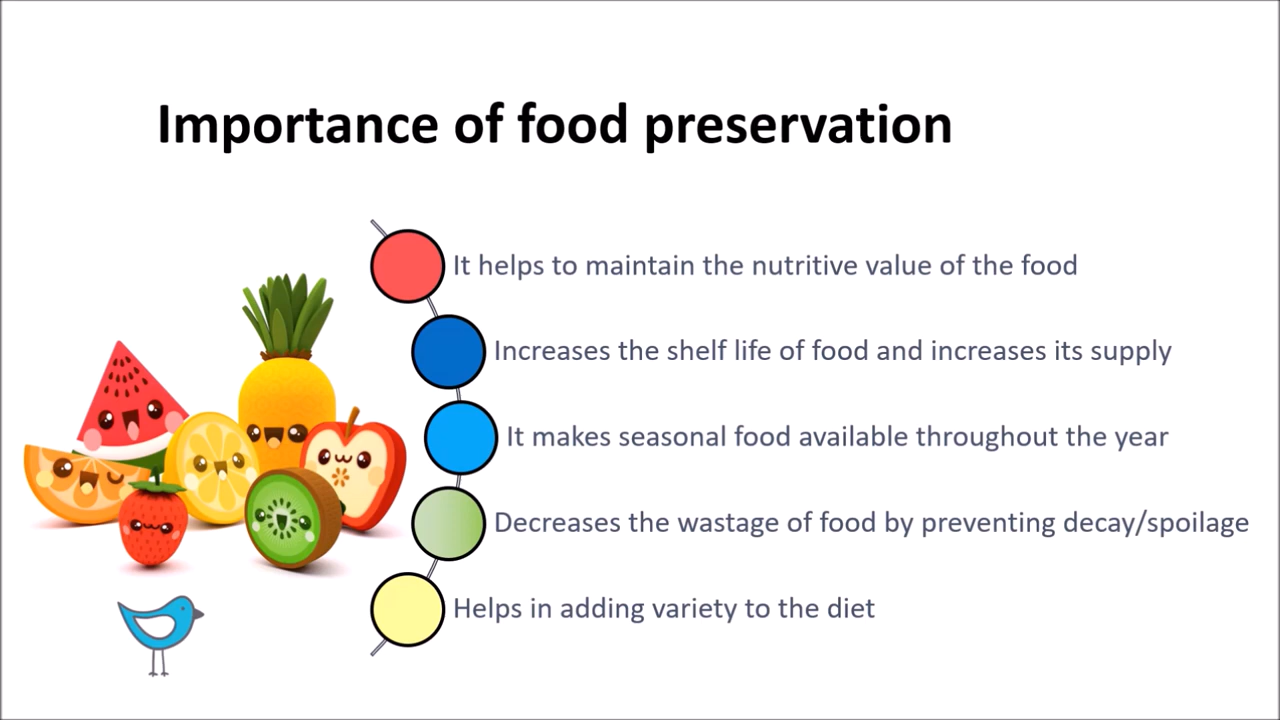 Importance of food preservation
It helps to maintain the nutritive value of the food
Increases the shelf life of food and increases its supply
It makes seasonal food available throughout the year
Decreases the wastage of food by preventing decay/spoilage
Helps in adding variety to the diet